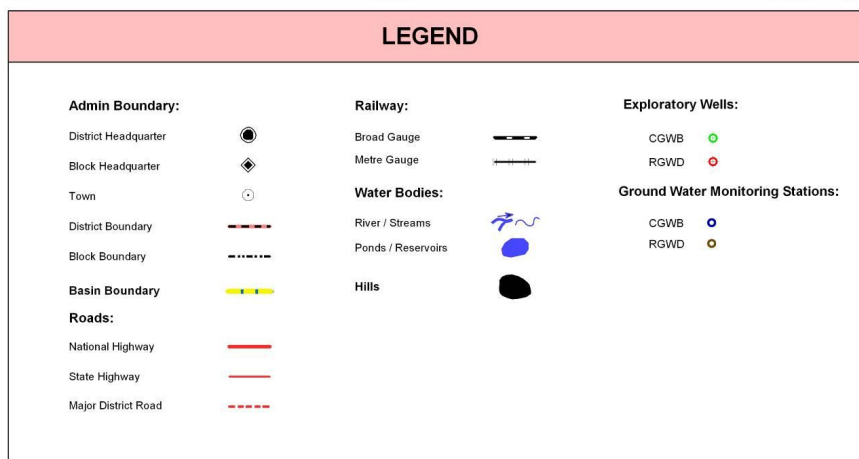 LEGEND
Admin Boundary:
District Headquarter
Block Headquarter
Town
District Boundary
Block Boundary
Basin Boundary
Roads:
National Highway
State Highway
Major District Road
Railway:
Broad Gauge
Metre Gauge
Water Bodies:
River / Streams
Ponds / Reservoirs
Hills
Exploratory Wells:
CGWB
RGWD
Ground Water Monitoring Stations:
CGWB
RGWD